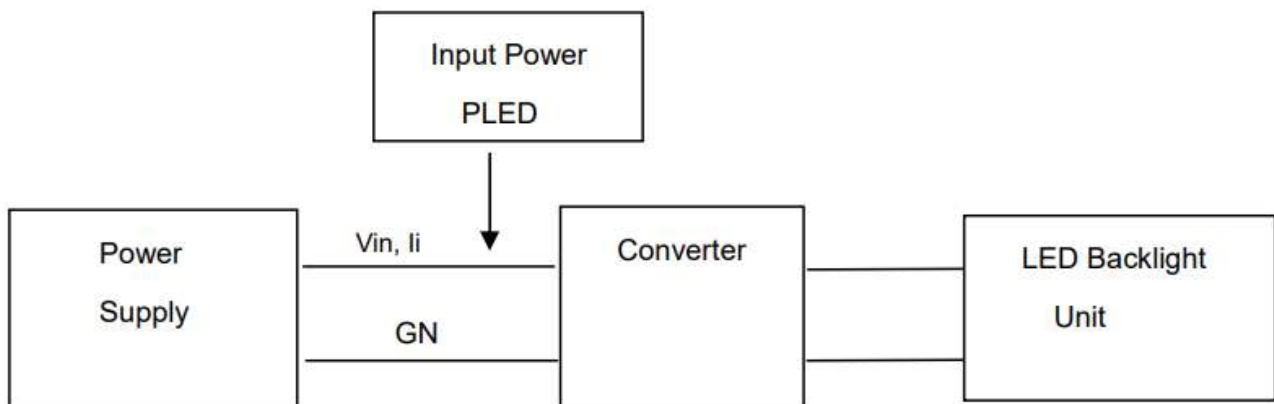 Input Power
PLED
Power
Supply
Vin, Ii
GN
Converter
LED Backlight
Unit